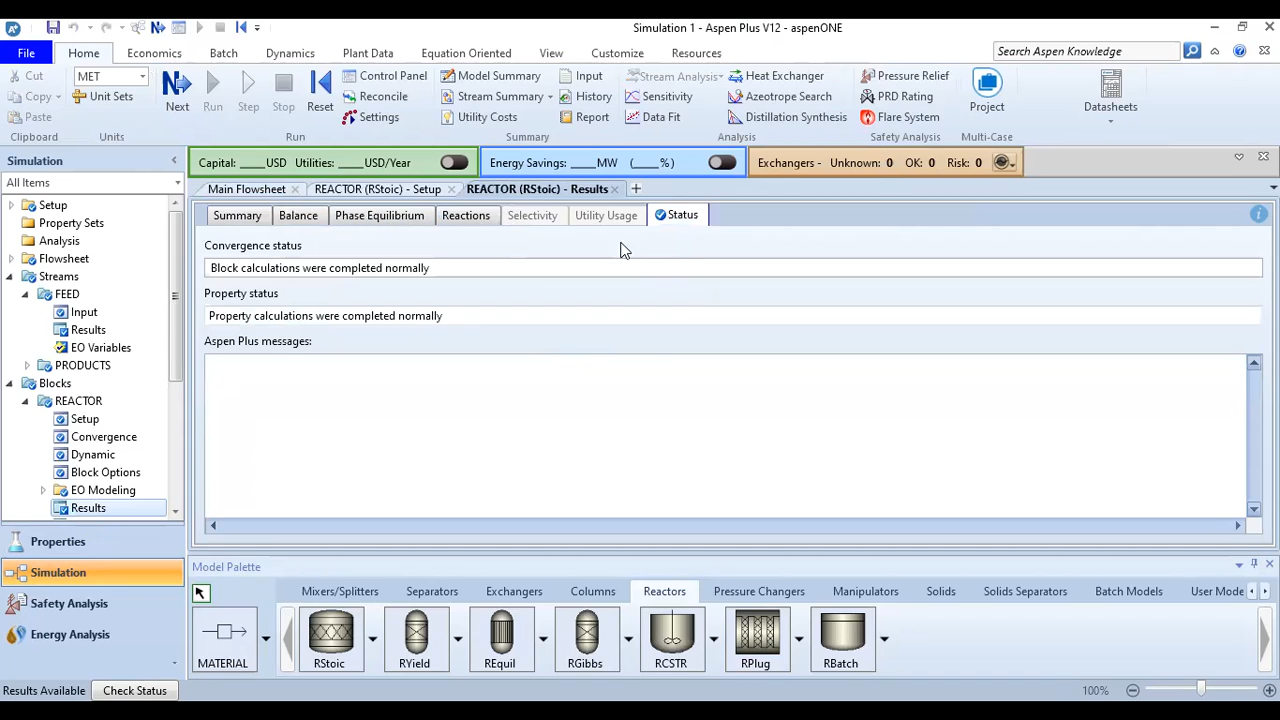 Simulation 1 - Aspen Plus V12 - aspenONE
File Home Economics Batch Dynamics Plant Data Equation Oriented View Customize Resources Search Aspen Knowledge
Cut MET Control Panel Model Summary Input Stream Analysis Heat Exchanger Pressure Relief
Copy Unit Sets Next Run Step Stop Reset Reconcile Stream Summary History Sensitivity Azeotrope Search PRD Rating Project Datasheets
Paste Settings Utility Costs Report Data Fit Distillation Synthesis Flare System
Clipboard Units Run Summary Analysis Safety Analysis Multi-Case
Simulation
Capital: ____USD Utilities: ____USD/Year Energy Savings: ____MW (____%) Exchangers - Unknown: 0 OK: 0 Risk: 0
All Items
Main Flowsheet REACTOR (RStoic) - Setup REACTOR (RStoic) - Results
Summary Balance Phase Equilibrium Reactions Selectivity Utility Usage Status
Setup
Property Sets
Analysis
Flowsheet
Streams
FEED
Input
Results
EO Variables
PRODUCTS
Blocks
REACTOR
Setup
Convergence
Dynamic
Block Options
EO Modeling
Results
Convergence status
Block calculations were completed normally
Property status
Property calculations were completed normally
Aspen Plus messages:
Properties
Simulation
Safety Analysis
Energy Analysis
Model Palette
Mixers/Splitters Separators Exchangers Columns Reactors Pressure Changers Manipulators Solids Solids Separators Batch Models User Mode
MATERIAL RStoic RYield REquil RGibbs RCSTR RPlug RBatch
Results Available Check Status 100%